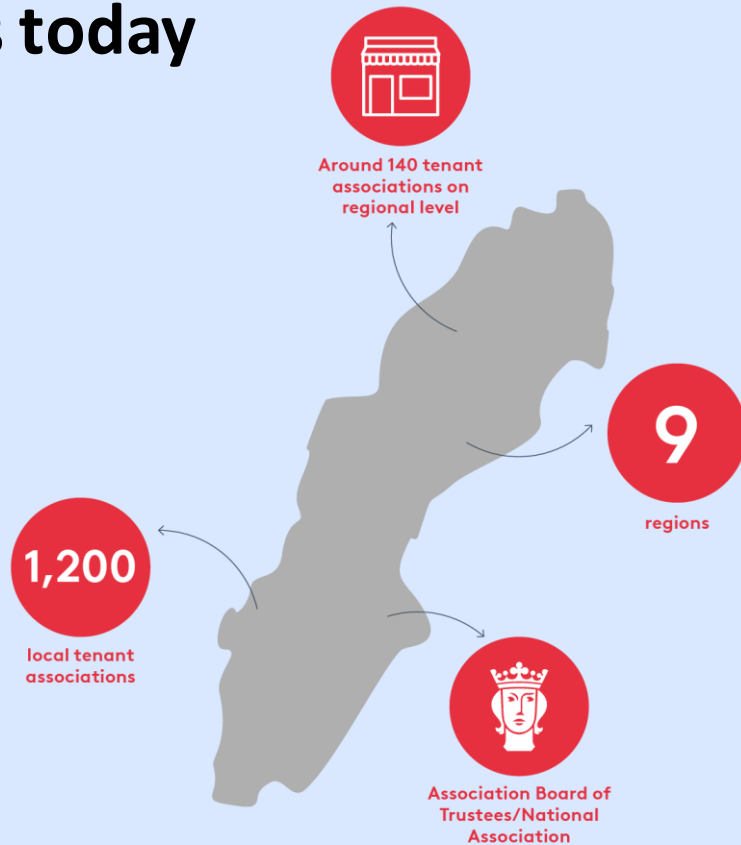 s today
Around 140 tenant
associations on
regional level
9
regions
1,200
local tenant
associations
Association Board of
Trustees/National
Association